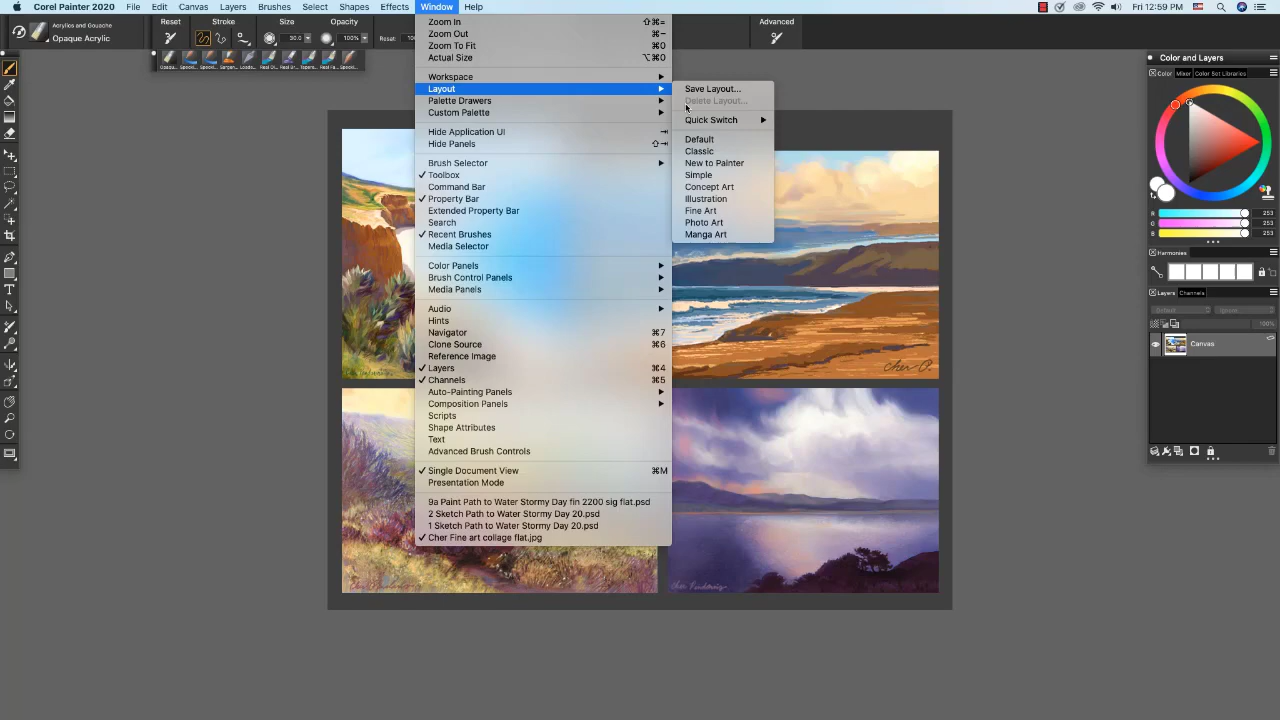 Corel Painter 2020 File Edit Canvas Layers Brushes Select Shapes Effects Window Help Fri 12:59 PM
Acrylics and Gouache
Opaque Acrylic
Reset Stroke Size Opacity Advanced
30.0 100% Reset:
Zoom In ⇧⌘=
Zoom Out ⌘−
Zoom To Fit ⌘0
Actual Size ⌥⌘0
Workspace
Layout
Palette Drawers
Custom Palette
Hide Application UI ⇥
Hide Panels ⇧⇥
Brush Selector
✓ Toolbox
Command Bar
✓ Property Bar
Extended Property Bar
Search
✓ Recent Brushes
Media Selector
Color Panels
Brush Control Panels
Media Panels
Audio
Hints
Navigator ⌘7
Clone Source ⌘6
Reference Image
✓ Layers ⌘4
✓ Channels ⌘5
Auto-Painting Panels
Composition Panels
Scripts
Shape Attributes
Text
Advanced Brush Controls
✓ Single Document View ⌘M
Presentation Mode
9a Paint Path to Water Stormy Day fin 2200 sig flat.psd
2 Sketch Path to Water Stormy Day 20.psd
1 Sketch Path to Water Stormy Day 20.psd
✓ Cher Fine art collage flat.jpg
Save Layout...
Delete Layout...
Quick Switch
Default
Classic
New to Painter
Simple
Concept Art
Illustration
Fine Art
Photo Art
Manga Art
Cher P.
Color and Layers
Color Mixer Color Set Libraries
R 253
G 253
B 253
Harmonies
Layers Channels
Default Ignore
100%
Canvas